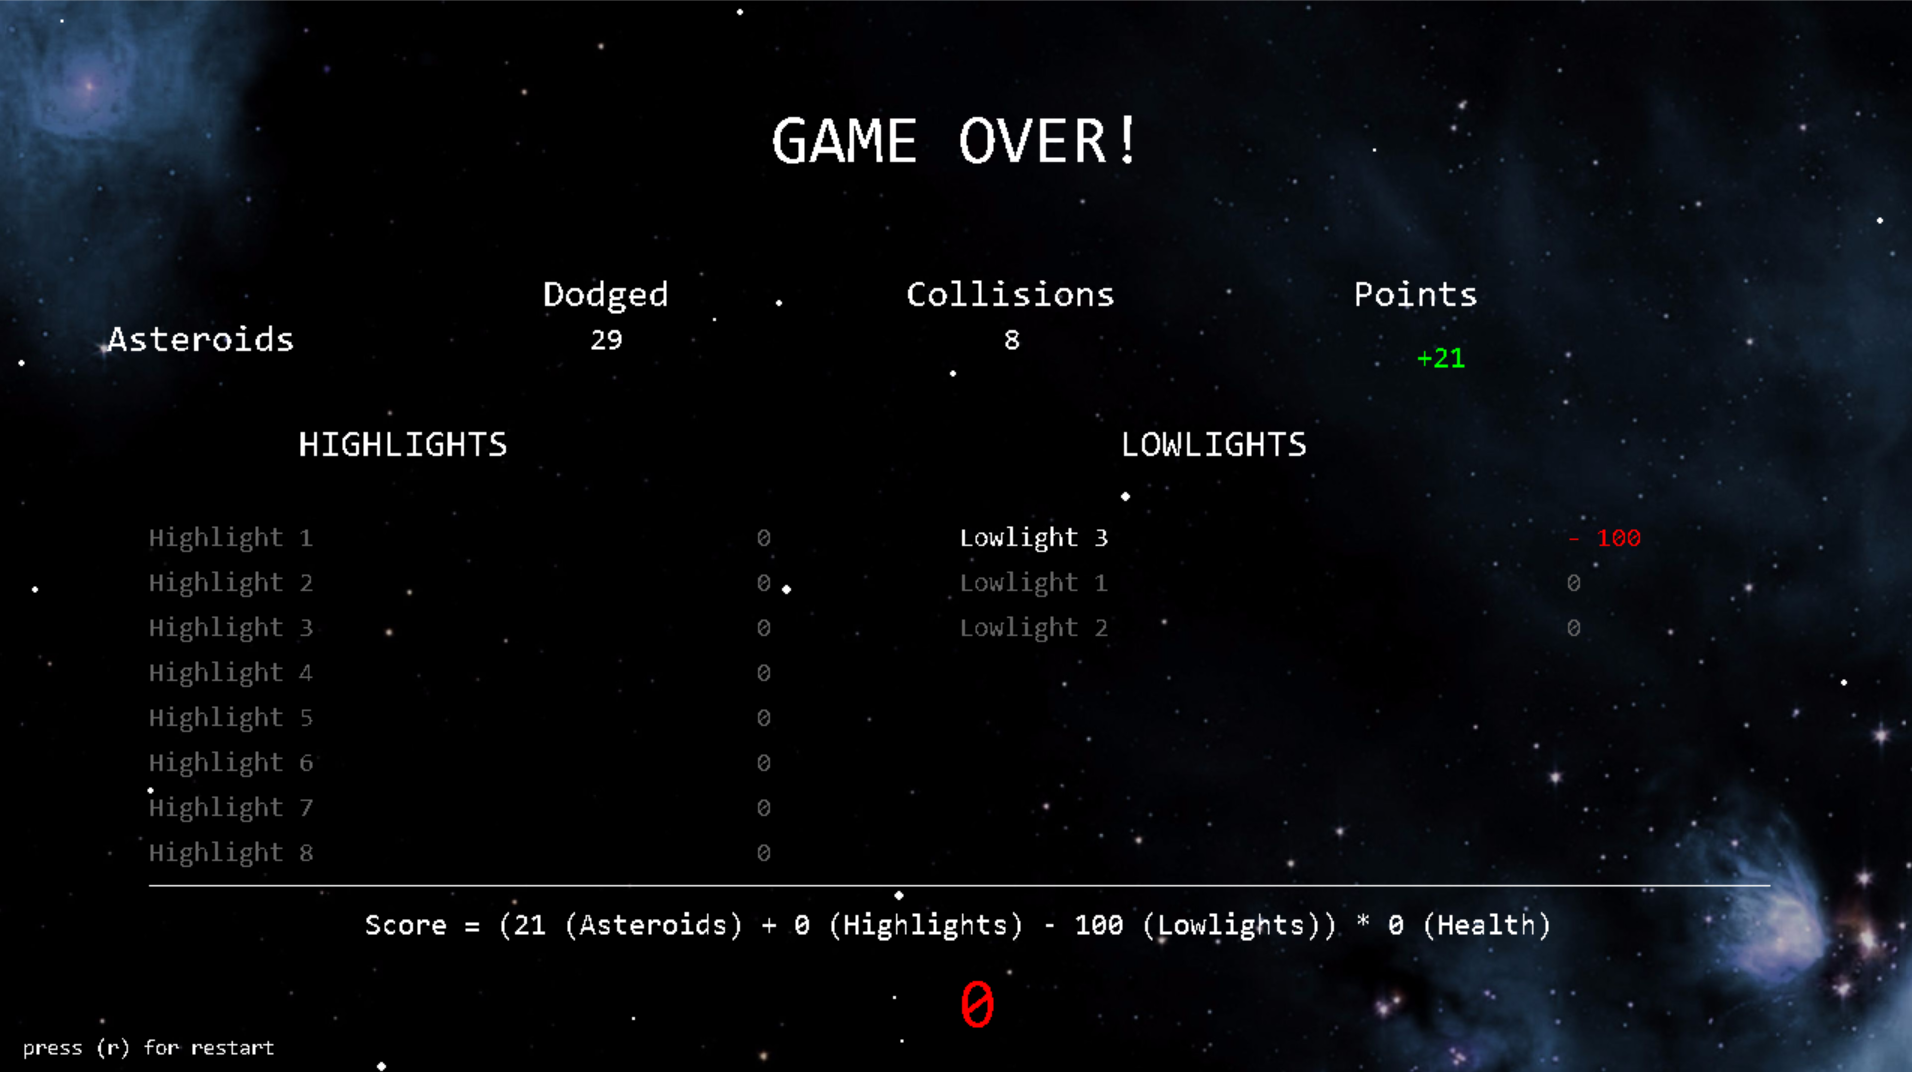 GAME OVER!
Dodged Collisions Points
Asteroids 29 8 +21
HIGHLIGHTS LOWLIGHTS
Highlight 1 0 Lowlight 3 - 100
Highlight 2 0 Lowlight 1 0
Highlight 3 0 Lowlight 2 0
Highlight 4 0
Highlight 5 0
Highlight 6 0
Highlight 7 0
Highlight 8 0
Score = (21 (Asteroids) + 0 (Highlights) - 100 (Lowlights)) * 0 (Health)
0
press (r) for restart